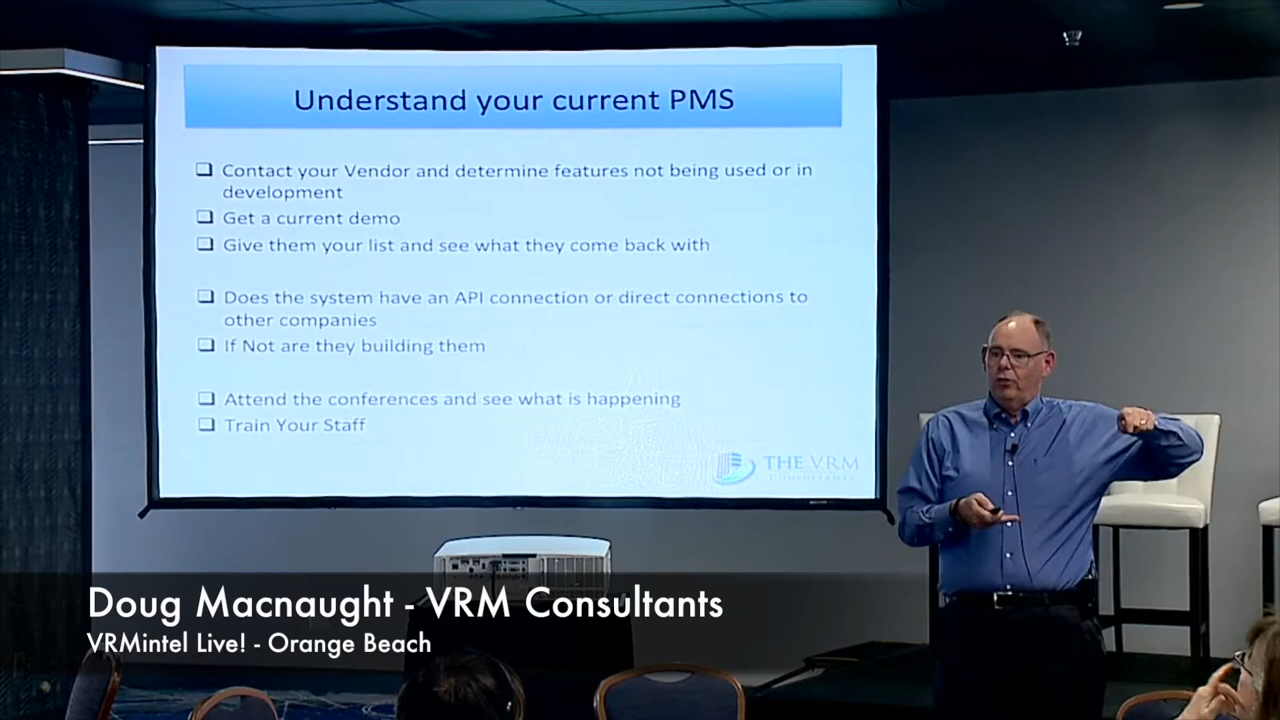 Understand your current PMS
Contact your Vendor and determine features not being used or in
development
Get a current demo
Give them your list and see what they come back with
Does the system have an API connection or direct connections to
other companies
If Not are they building them
Attend the conferences and see what is happening
Train Your Staff
THE VRM
CONSULTANTS
Doug Macnaught - VRM Consultants
VRMintel Live! - Orange Beach